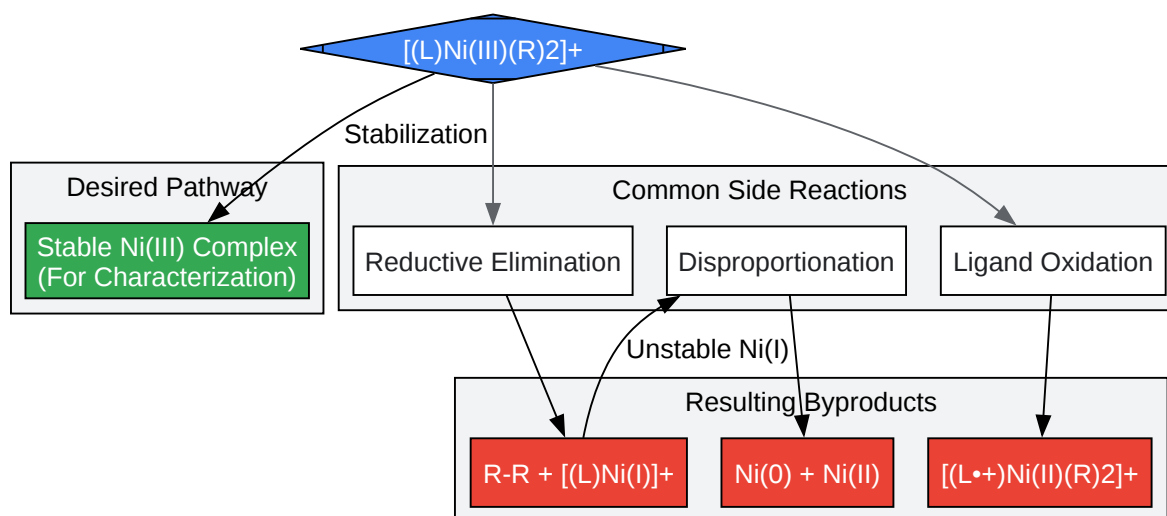 [(L)Ni(III)(R)2]+
Stabilization
Desired Pathway
Common Side Reactions
Stable Ni(III) Complex
(For Characterization)
Reductive Elimination
Disproportionation
Ligand Oxidation
Unstable Ni(I)
Resulting Byproducts
R-R + [(L)Ni(I)]+
Ni(0) + Ni(II)
[(L•+)Ni(II)(R)2]+